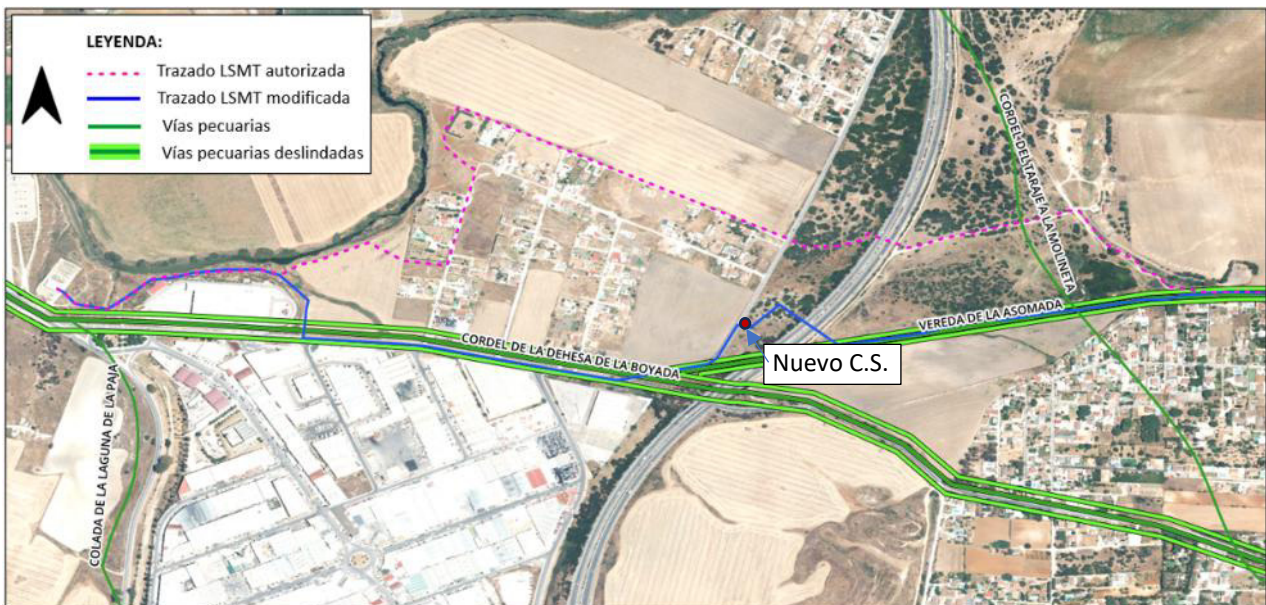 LEYENDA:
Trazado LSMT autorizada
Trazado LSMT modificada
Vías pecuarias
Vías pecuarias deslindadas
CORDEL DEL TARAJE A LA MOLINETA
VEREDA DE LA ASOMADA
CORDEL DE LA DEHESA DE LA BOYADA
Nuevo C.S.
COLADA DE LA LAGUNA DE LA PAJA